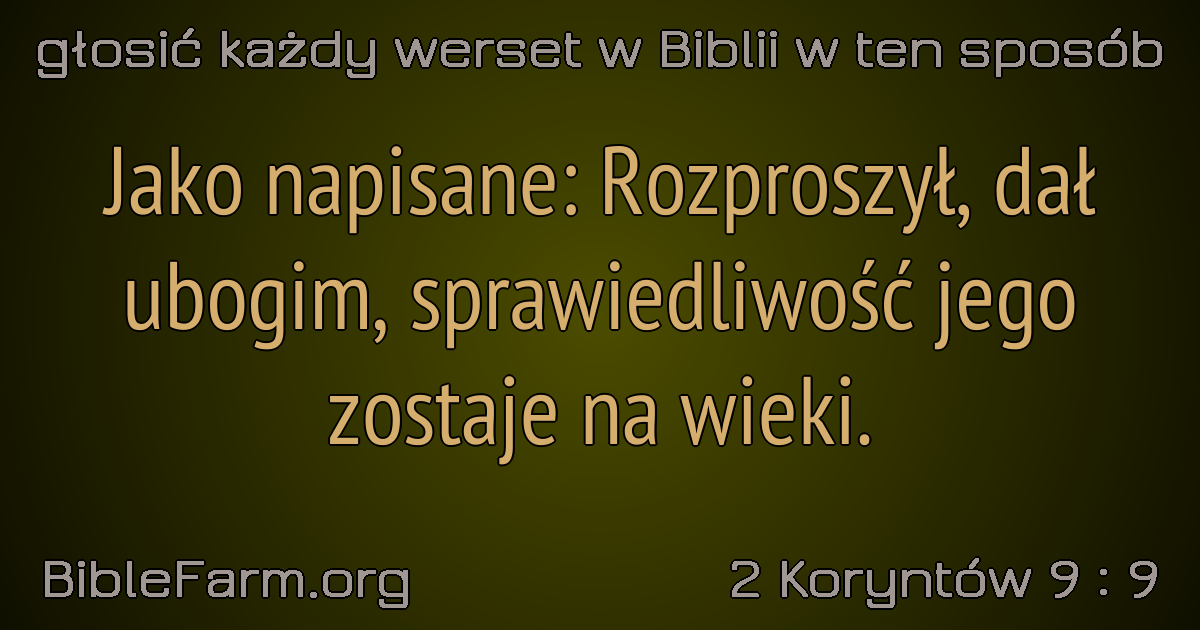 głosić każdy werset w Biblii w ten sposób
Jako napisane: Rozproszył, dał
ubogim, sprawiedliwość jego
zostaje na wieki.
BibleFarm.org
2 Koryntów 9 : 9